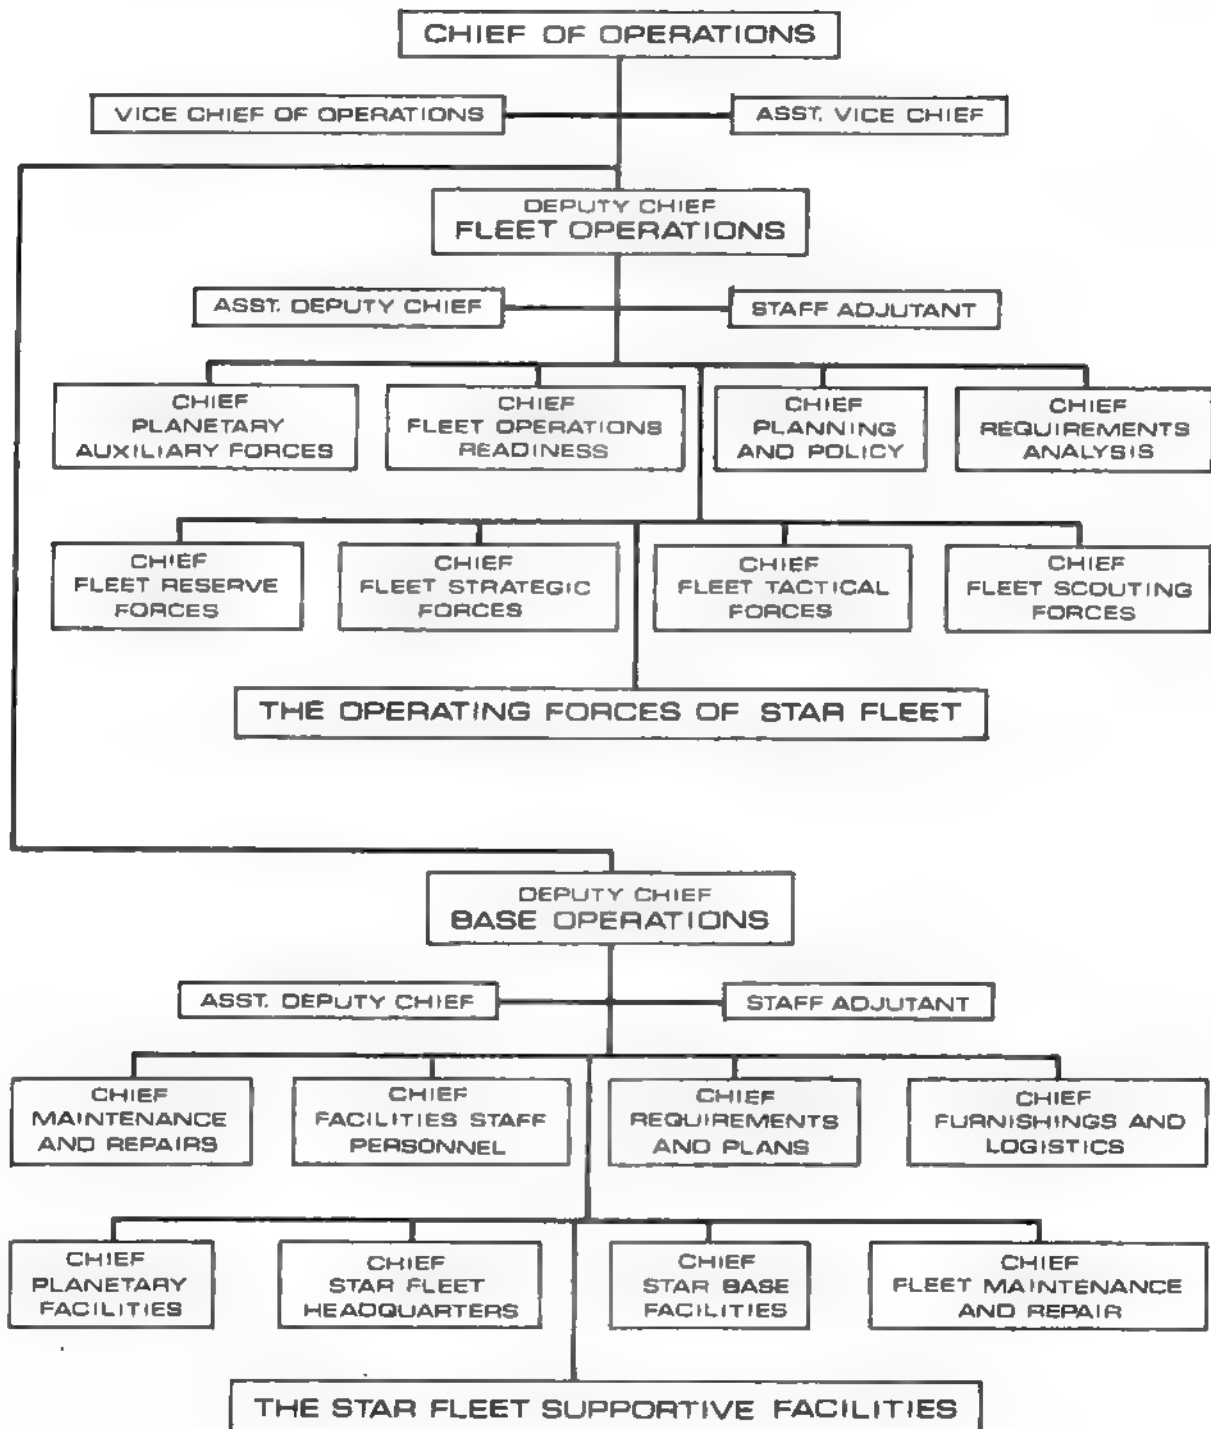 CHIEF OF OPERATIONS
VICE CHIEF OF OPERATIONS
ASST. VICE CHIEF
DEPUTY CHIEF
FLEET OPERATIONS
ASST. DEPUTY CHIEF
STAFF ADJUTANT
CHIEF
PLANETARY
AUXILIARY FORCES
CHIEF
FLEET OPERATIONS
READINESS
CHIEF
PLANNING
AND POLICY
CHIEF
REQUIREMENTS
ANALYSIS
CHIEF
FLEET RESERVE
FORCES
CHIEF
FLEET STRATEGIC
FORCES
CHIEF
FLEET TACTICAL
FORCES
CHIEF
FLEET SCOUTING
FORCES
THE OPERATING FORCES OF STAR FLEET
DEPUTY CHIEF
BASE OPERATIONS
ASST. DEPUTY CHIEF
STAFF ADJUTANT
CHIEF
MAINTENANCE
AND REPAIRS
CHIEF
FACILITIES STAFF
PERSONNEL
CHIEF
REQUIREMENTS
AND PLANS
CHIEF
FURNISHINGS AND
LOGISTICS
CHIEF
PLANETARY
FACILITIES
CHIEF
STAR FLEET
HEADQUARTERS
CHIEF
STAR BASE
FACILITIES
CHIEF
FLEET MAINTENANCE
AND REPAIR
THE STAR FLEET SUPPORTIVE FACILITIES